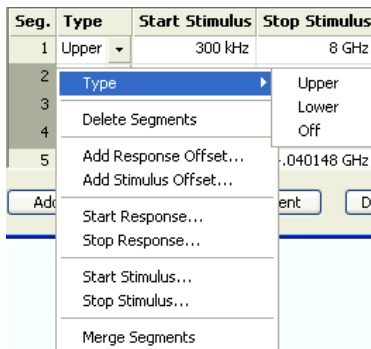 Seg. Type Start Stimulus Stop Stimulus
1 Upper 300 kHz 8 GHz
2
Type Upper
3
Lower
4
Delete Segments Off
5
Add Response Offset... .040148 GHz
Add Stimulus Offset...
Start Response...
Stop Response...
Start Stimulus...
Stop Stimulus...
Merge Segments